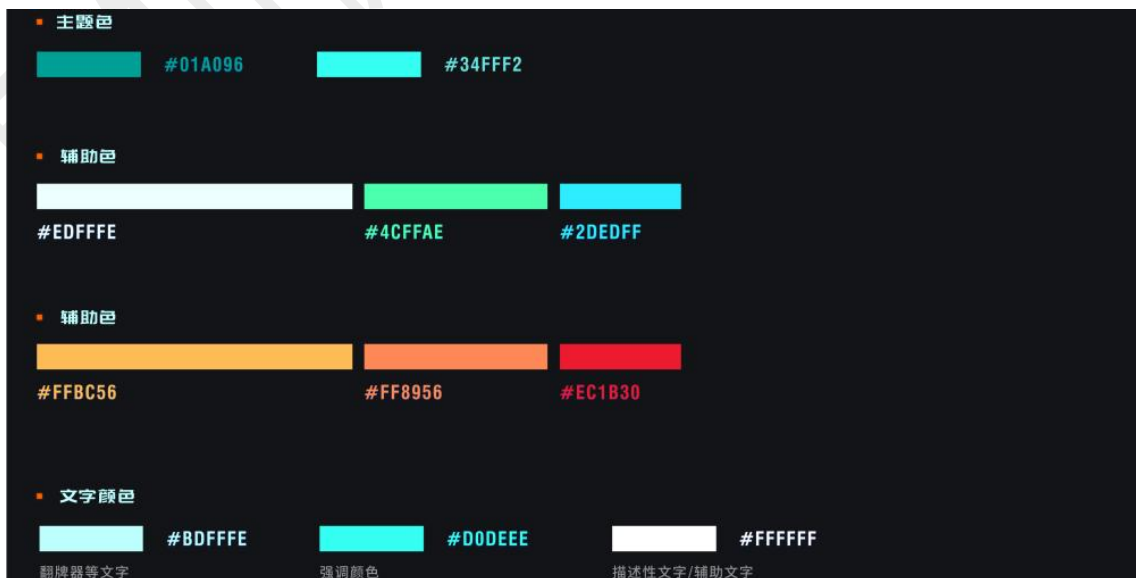 主题色
#01A096 #34FFF2
辅助色
#EDFFFE #4CFFAE #2DEDFF
辅助色
#FFBC56 #FF8956 #EC1B30
文字颜色
#BDFFFE #D0DEEE #FFFFFF
翻牌器等文字 强调颜色 描述性文字/辅助文字